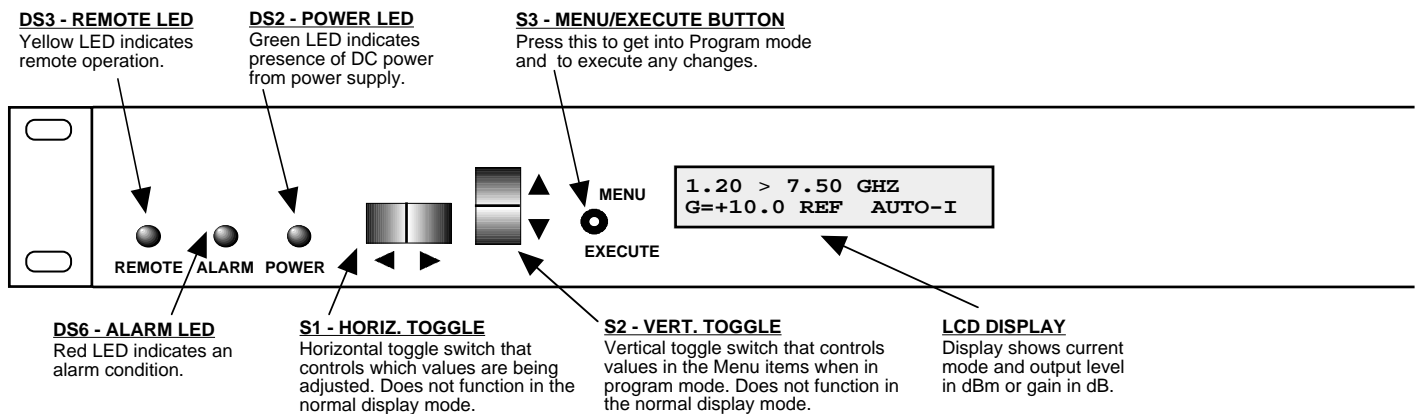 DS3 - REMOTE LED
Yellow LED indicates
remote operation.
DS2 - POWER LED
Green LED indicates
presence of DC power
from power supply.
S3 - MENU/EXECUTE BUTTON
Press this to get into Program mode
and to execute any changes.
REMOTE ALARM POWER
MENU
EXECUTE
1.20 > 7.50 GHZ
G=+10.0 REF AUTO-I
DS6 - ALARM LED
Red LED indicates an
alarm condition.
S1 - HORIZ. TOGGLE
Horizontal toggle switch that
controls which values are being
adjusted. Does not function in the
normal display mode.
S2 - VERT. TOGGLE
Vertical toggle switch that controls
values in the Menu items when in
program mode. Does not function in
the normal display mode.
LCD DISPLAY
Display shows current
mode and output level
in dBm or gain in dB.